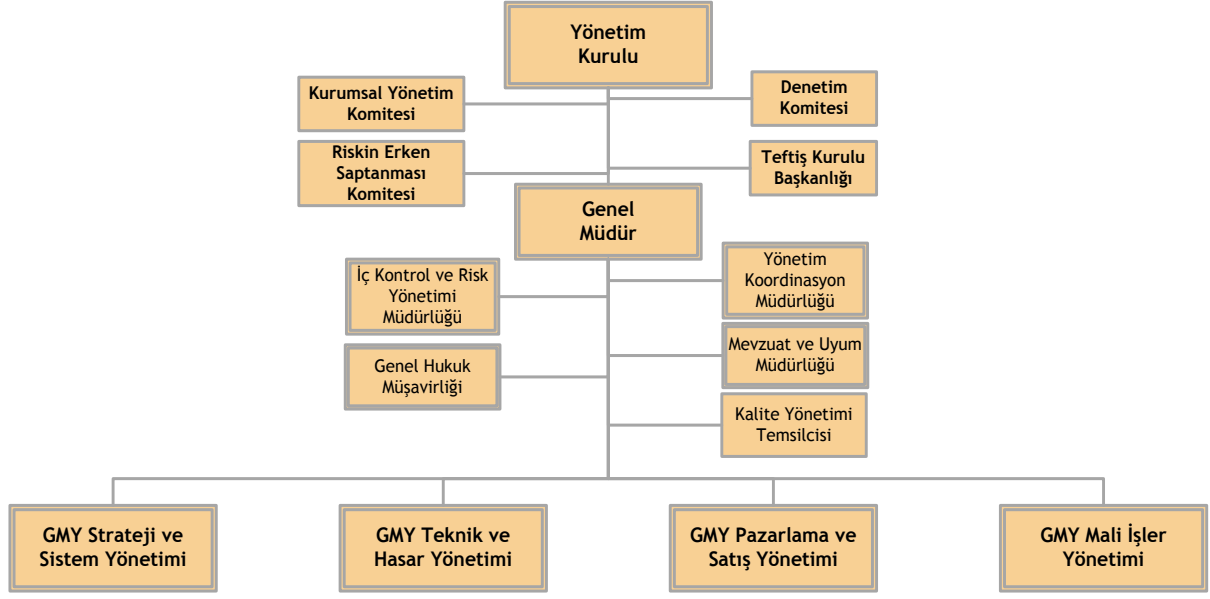 Yönetim
Kurulu
Kurumsal Yönetim
Komitesi
Denetim
Komitesi
Riskin Erken
Saptanması
Komitesi
Teftiş Kurulu
Başkanlığı
Genel
Müdür
İç Kontrol ve Risk
Yönetimi
Müdürlüğü
Yönetim
Koordinasyon
Müdürlüğü
Genel Hukuk
Müşavirliği
Mevzuat ve Uyum
Müdürlüğü
Kalite Yönetimi
Temsilcisi
GMY Strateji ve
Sistem Yönetimi
GMY Teknik ve
Hasar Yönetimi
GMY Pazarlama ve
Satış Yönetimi
GMY Mali İşler
Yönetimi